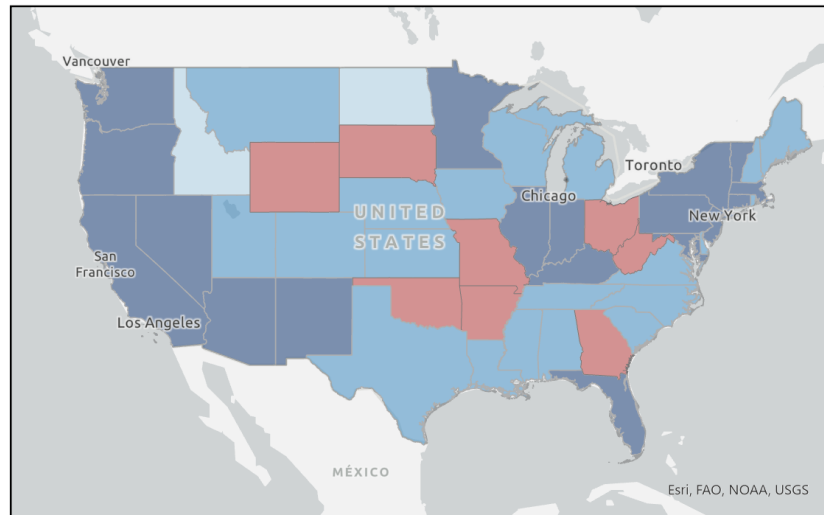 Vancouver
Toronto
Chicago
New York
UNITED
STATES
San
Francisco
Los Angeles
MÉXICO
Esri, FAO, NOAA, USGS